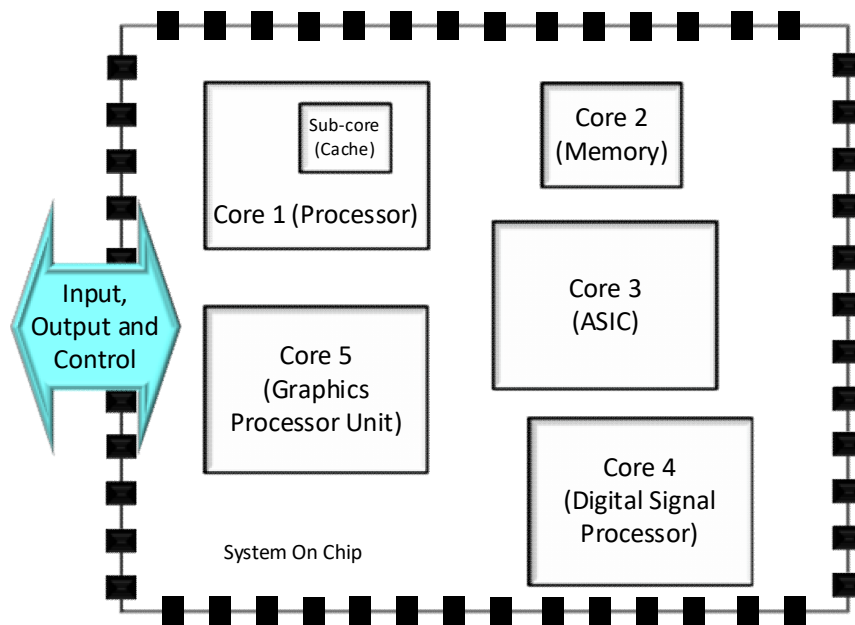 Sub-core
(Cache)
Core 1 (Processor)
Core 2
(Memory)
Core 3
(ASIC)
Input,
Output and
Control
Core 5
(Graphics
Processor Unit)
Core 4
(Digital Signal
Processor)
System On Chip